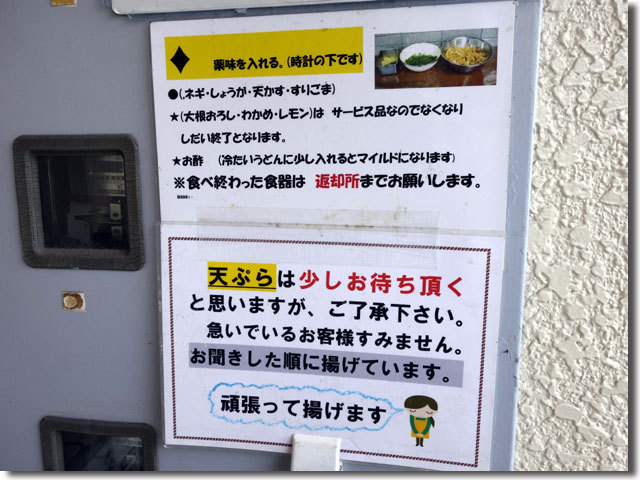 ◆ 薬味を入れる。(時計の下です)
●(ネギ・しょうが・天かす・すりごま)
★(大根おろし・わかめ・レモン)は サービス品なのでなくなり
しだい終了となります。
★お酢 (冷たいうどんに少し入れるとマイルドになります)
※食べ終わった食器は 返却所までお願いします。
天ぷらは少しお待ち頂く
と思いますが、ご了承下さい。
急いでいるお客様すみません。
お聞きした順に揚げています。
頑張って揚げます